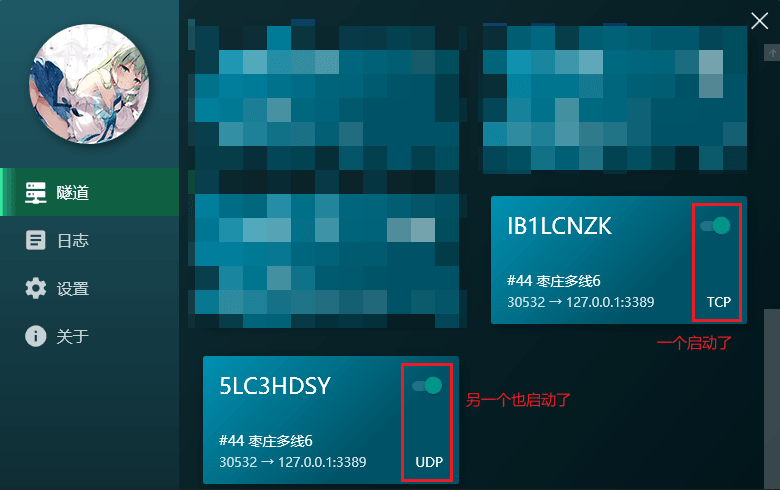 隧道
日志
设置
关于
IB1LCNZK
#44 枣庄多线6
30532 → 127.0.0.1:3389
TCP
一个启动了
5LC3HDSY
#44 枣庄多线6
30532 → 127.0.0.1:3389
UDP
另一个也启动了